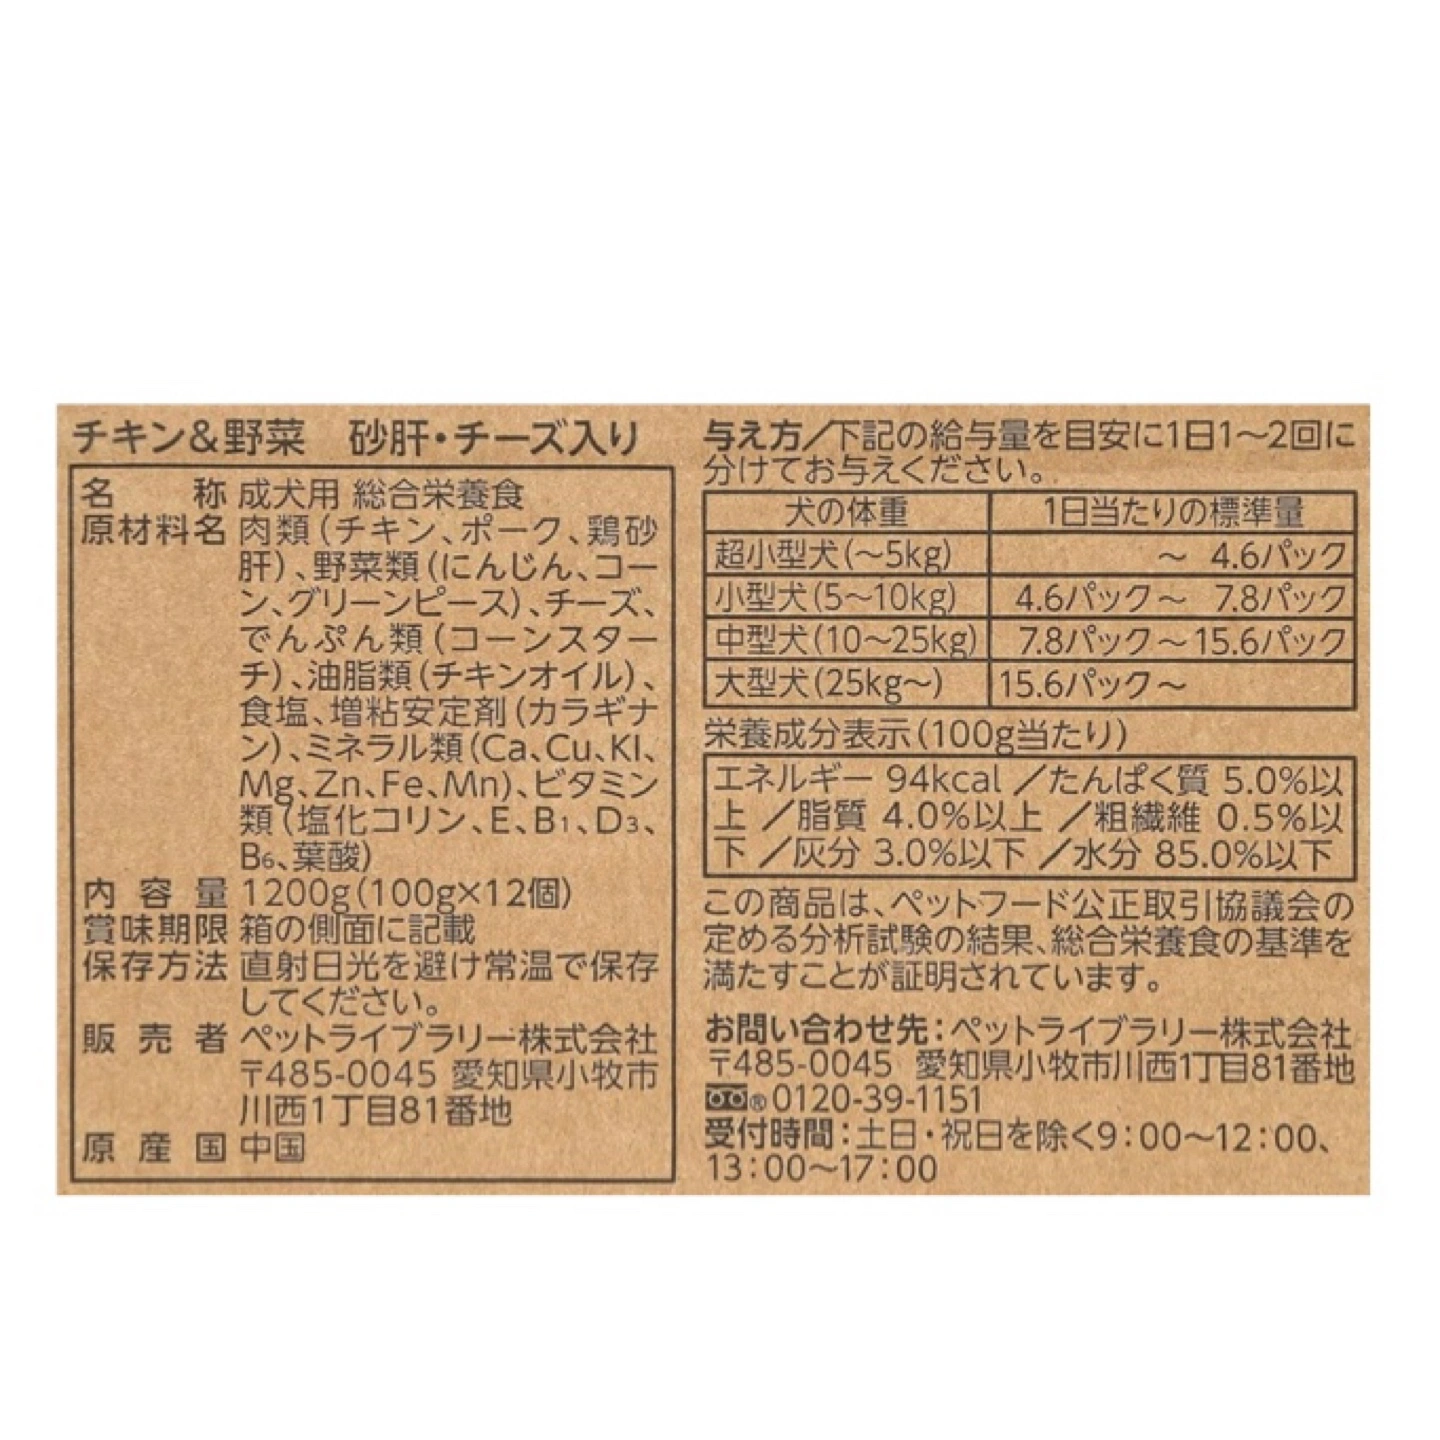 チキン&野菜　砂肝・チーズ入り
名称 成犬用 総合栄養食
原材料名 肉類(チキン、ポーク、鶏砂
肝)、野菜類(にんじん、コー
ン、グリーンピース)、チーズ、
でんぷん類(コーンスター
チ)、油脂類(チキンオイル)、
食塩、増粘安定剤(カラギナ
ン)、ミネラル類(Ca、Cu、KI、
Mg、Zn、Fe、Mn)、ビタミン
類(塩化コリン、E、B1、D3、
B6、葉酸)
内容量 1200g(100g×12個)
賞味期限 箱の側面に記載
保存方法 直射日光を避け常温で保存
してください。
販売者 ペットライブラリー株式会社
〒485-0045 愛知県小牧市
川西1丁目81番地
原産国 中国
与え方/下記の給与量を目安に1日1～2回に
分けてお与えください。
犬の体重 1日当たりの標準量
超小型犬(～5kg) ～ 4.6パック
小型犬(5～10kg) 4.6パック～ 7.8パック
中型犬(10～25kg) 7.8パック～15.6パック
大型犬(25kg～) 15.6パック～
栄養成分表示(100g当たり)
エネルギー 94kcal /たんぱく質 5.0%以
上 /脂質 4.0%以上 /粗繊維 0.5%以
下 /灰分 3.0%以下 /水分 85.0%以下
この商品は、ペットフード公正取引協議会の
定める分析試験の結果、総合栄養食の基準を
満たすことが証明されています。
お問い合わせ先:ペットライブラリー株式会社
〒485-0045 愛知県小牧市川西1丁目81番地
®0120-39-1151
受付時間:土日・祝日を除く9:00～12:00、
13:00～17:00